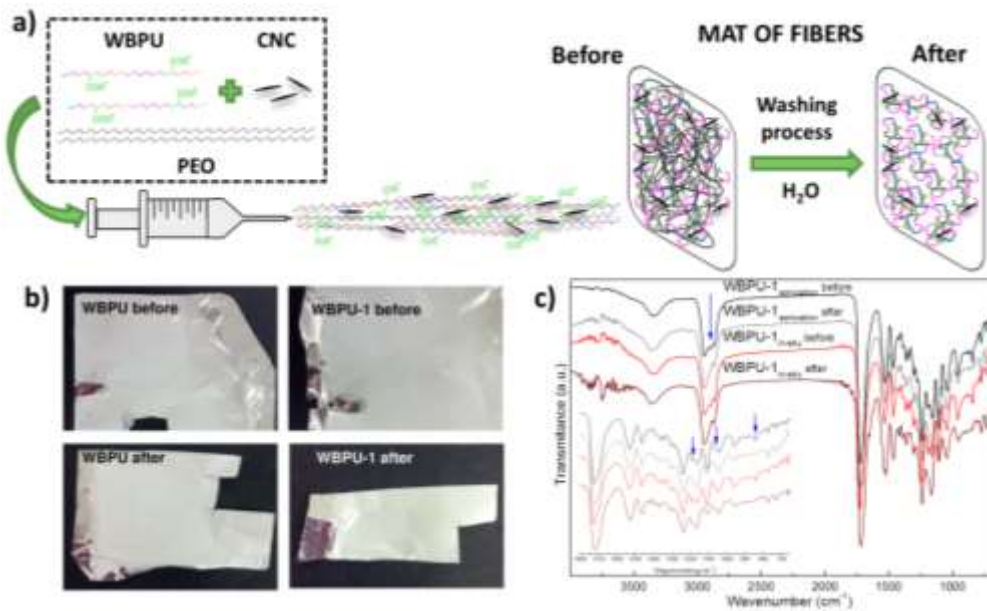 a)
WBPU
CNC
PEO
MAT OF FIBERS
Before
After
Washing
process
H₂O
b)
WBPU before
WBPU-1 before
WBPU after
WBPU-1 after
c)
WBPU-1 before
WBPU-1 after
WBPU-1 before
WBPU-1 after
Transmitance (a.u.)
3500 3000 2500 2000 1500 1000
Wavenumber (cm⁻¹)